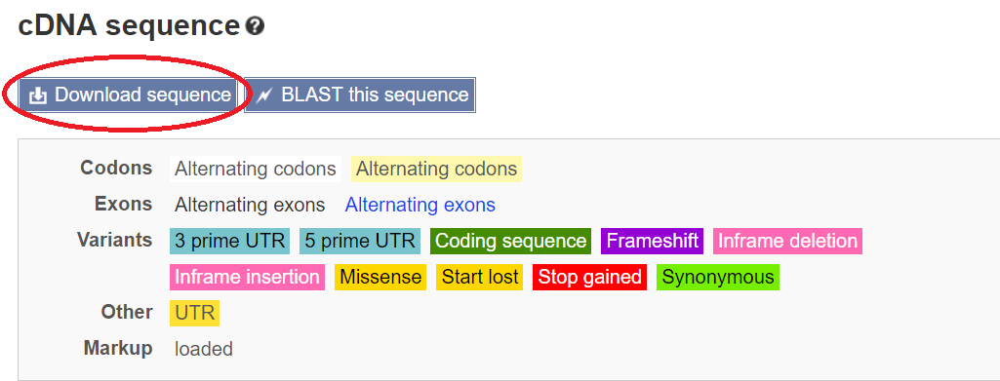 cDNA sequence ?
Download sequence BLAST this sequence
Codons Alternating codons Alternating codons
Exons Alternating exons Alternating exons
Variants 3 prime UTR 5 prime UTR Coding sequence Frameshift Inframe deletion
Inframe insertion Missense Start lost Stop gained Synonymous
Other UTR
Markup loaded